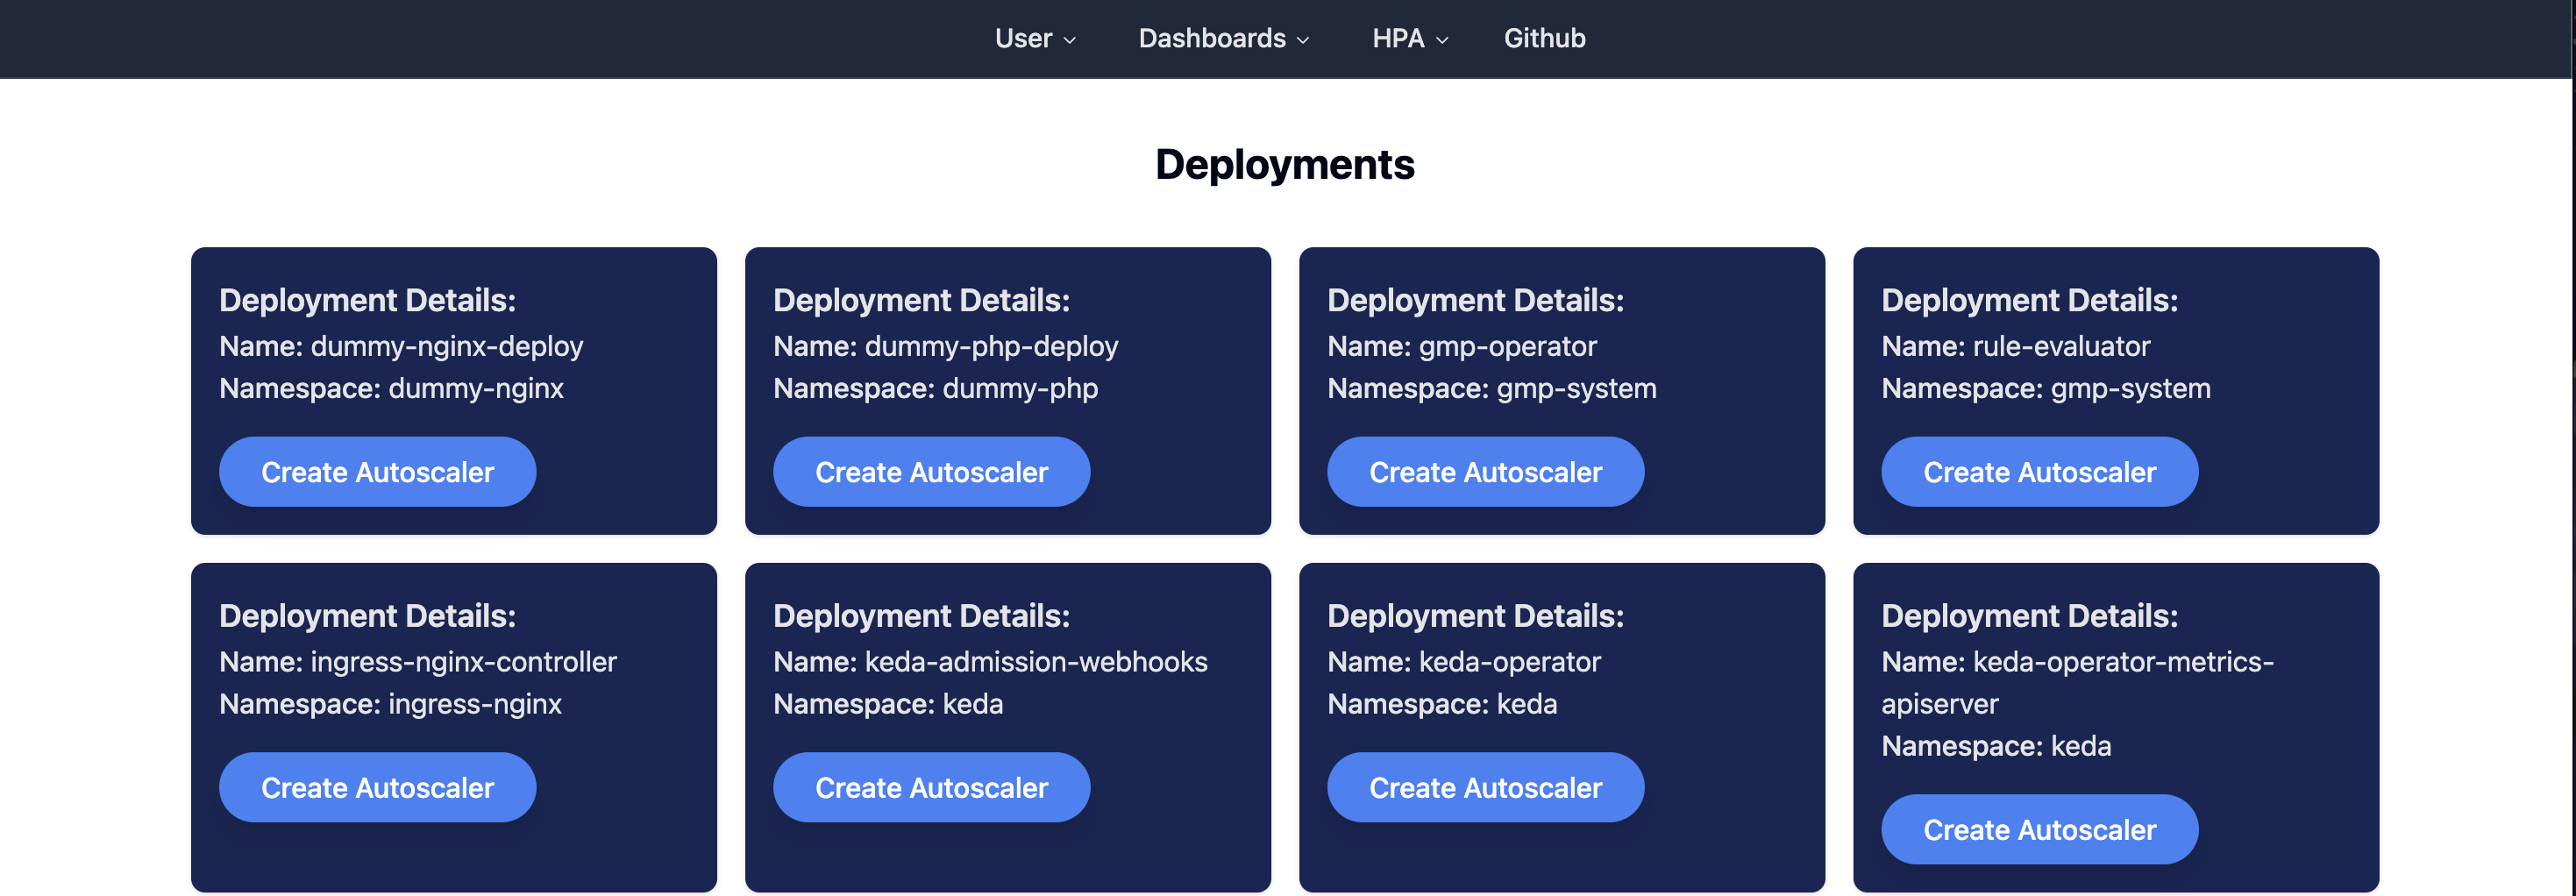 User Dashboards HPA Github
Deployments
Deployment Details:
Name: dummy-nginx-deploy
Namespace: dummy-nginx
Create Autoscaler
Deployment Details:
Name: dummy-php-deploy
Namespace: dummy-php
Create Autoscaler
Deployment Details:
Name: gmp-operator
Namespace: gmp-system
Create Autoscaler
Deployment Details:
Name: rule-evaluator
Namespace: gmp-system
Create Autoscaler
Deployment Details:
Name: ingress-nginx-controller
Namespace: ingress-nginx
Create Autoscaler
Deployment Details:
Name: keda-admission-webhooks
Namespace: keda
Create Autoscaler
Deployment Details:
Name: keda-operator
Namespace: keda
Create Autoscaler
Deployment Details:
Name: keda-operator-metrics-
apiserver
Namespace: keda
Create Autoscaler